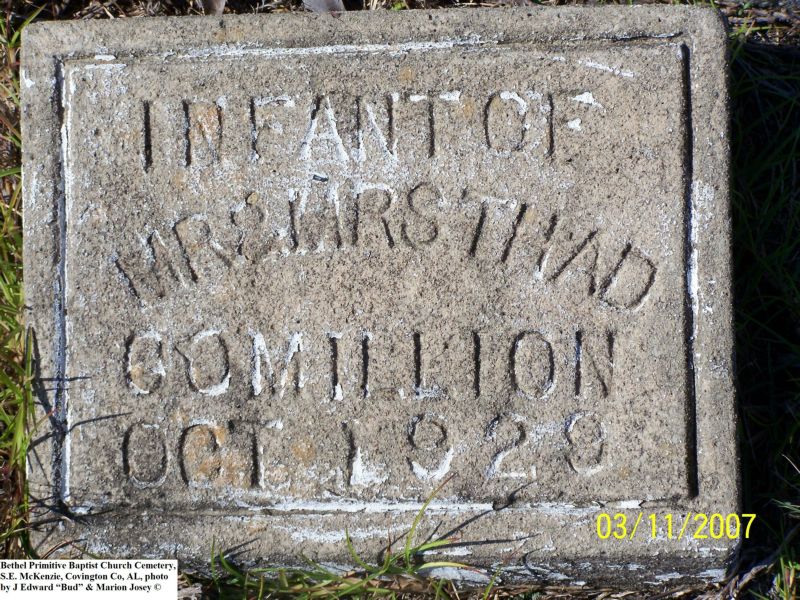 INFANT OF
MR & MRS THAD
GOMILLION
OCT. 1929
03/11/2007
Bethel Primitive Baptist Church Cemetery,
S.E. McKenzie, Covington Co, AL, photo
by J Edward “Bud” & Marion Josey ©